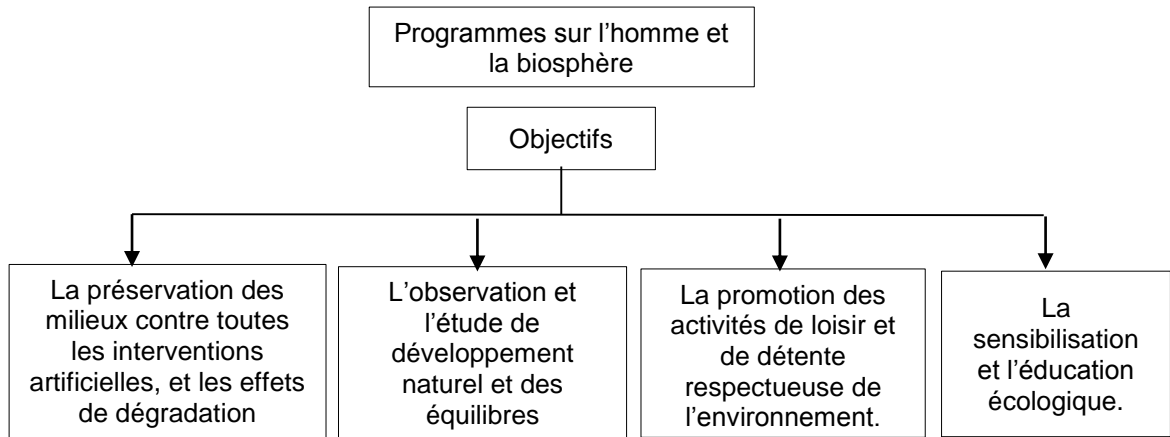 Programmes sur l’homme et
la biosphère
Objectifs
La préservation des
milieux contre toutes
les interventions
artificielles, et les effets
de dégradation
L’observation et
l’étude de
développement
naturel et des
équilibres
La promotion des
activités de loisir et
de détente
respectueuse de
l’environnement.
La
sensibilisation
et l’éducation
écologique.